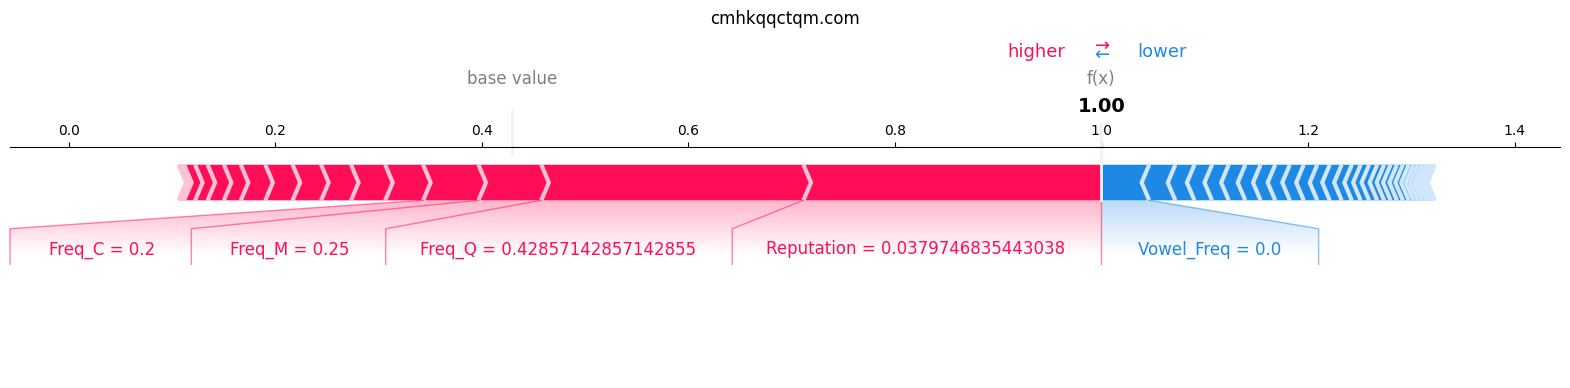 cmhkqqctqm.com
higher ⇄ lower
base value f(x)
1.00
0.0 0.2 0.4 0.6 0.8 1.0 1.2 1.4
Freq_C = 0.2 Freq_M = 0.25 Freq_Q = 0.42857142857142855 Reputation = 0.0379746835443038 Vowel_Freq = 0.0